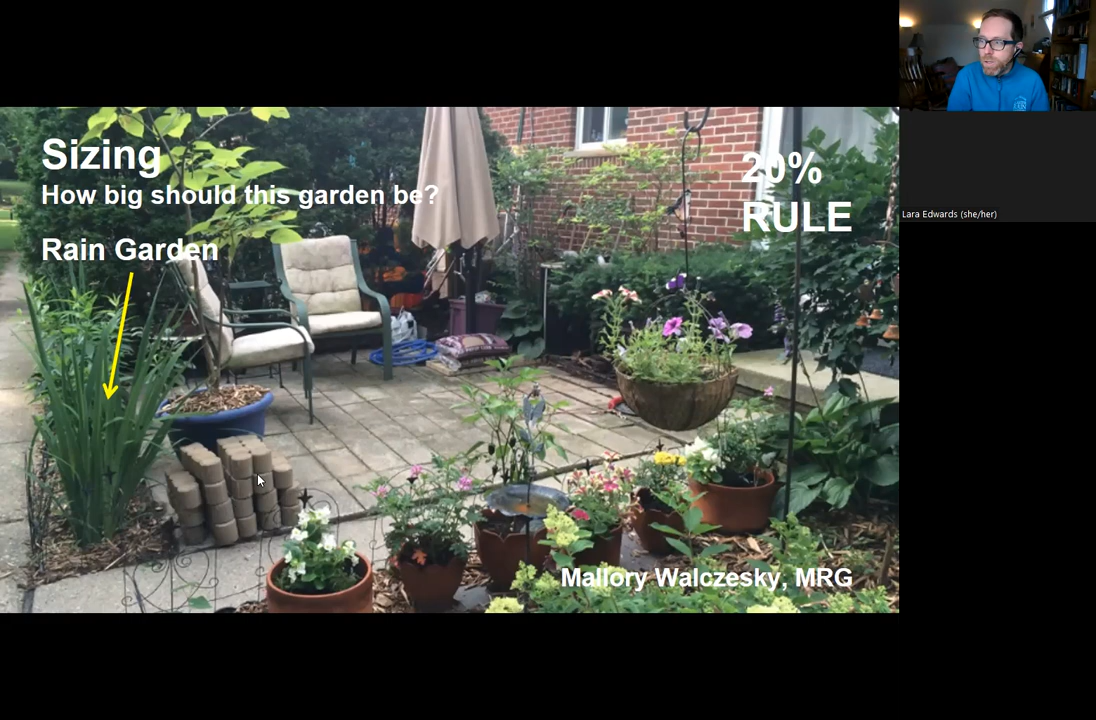 Sizing
How big should this garden be?
Rain Garden
20%
RULE
Mallory Walczesky, MRG
Lara Edwards (she/her)